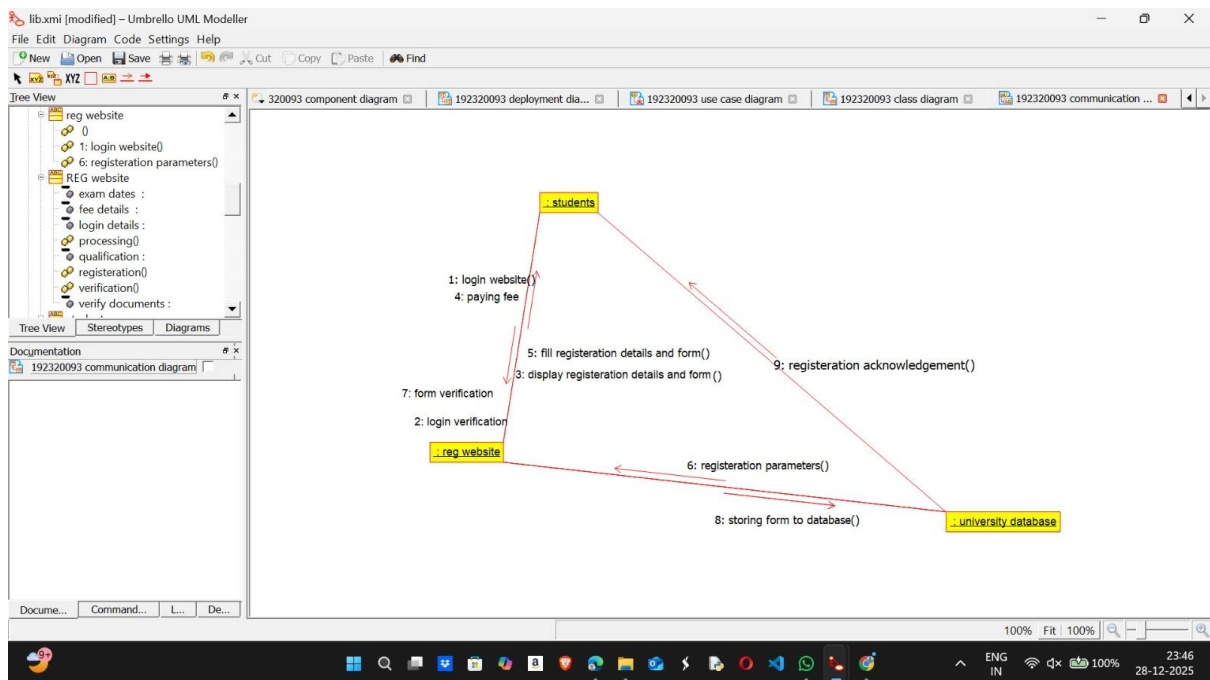 lib.xmi [modified] – Umbrello UML Modeller
File Edit Diagram Code Settings Help
New Open Save Cut Copy Paste Find
XYZ
Tree View
320093 component diagram 192320093 deployment dia... 192320093 use case diagram 192320093 class diagram 192320093 communication ...
reg website
()
1: login website()
6: registeration parameters()
REG website
exam dates :
fee details :
login details :
processing()
qualification :
registeration()
verification()
verify documents :
Tree View Stereotypes Diagrams
Documentation
192320093 communication diagram
: students
1: login website()
4: paying fee
5: fill registeration details and form()
3: display registeration details and form ()
9: registeration acknowledgement()
7: form verification
2: login verification
: reg website
6: registeration parameters()
8: storing form to database()
: university database
Docume... Command... L... De...
100% Fit 100%
9+
ENG
IN
100%
23:46
28-12-2025